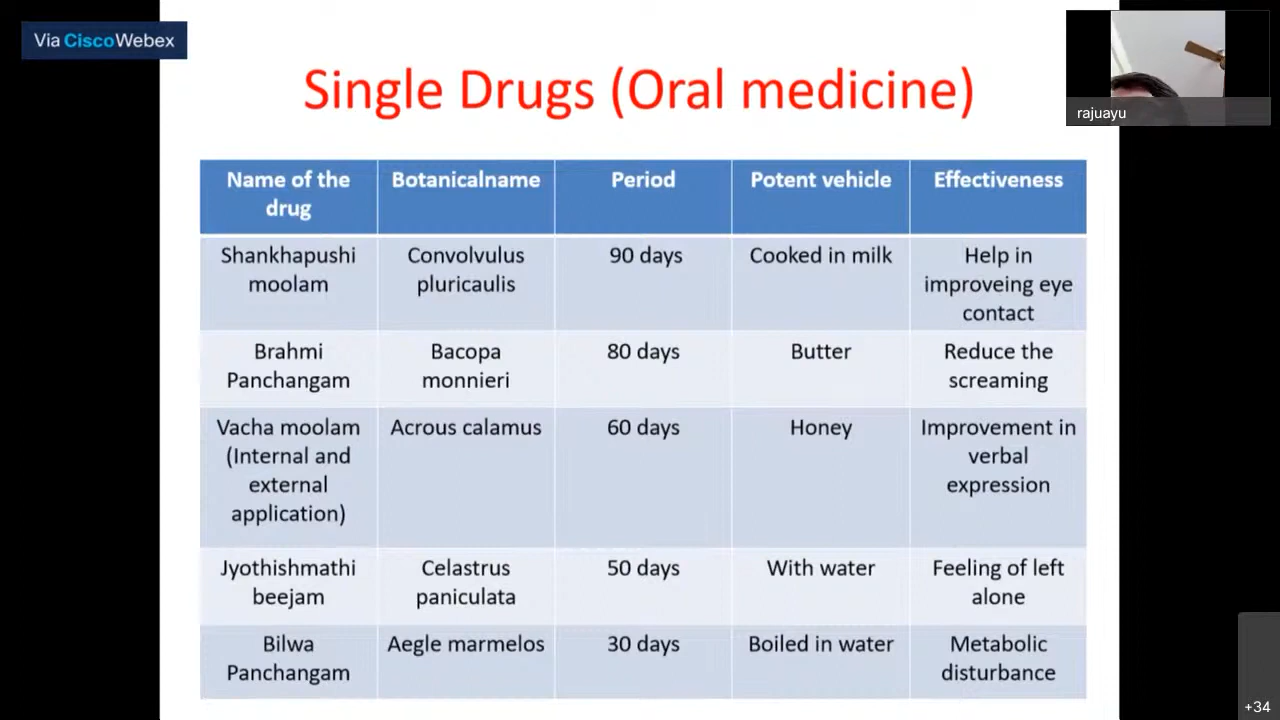 Via CiscoWebex
Single Drugs (Oral medicine)
rajuayu
Name of the
drug
Botanicalname
Period
Potent vehicle
Effectiveness
Shankhapushi
moolam
Convolvulus
pluricaulis
90 days
Cooked in milk
Help in
improveing eye
contact
Brahmi
Panchangam
Bacopa
monnieri
80 days
Butter
Reduce the
screaming
Vacha moolam
(Internal and
external
application)
Acrous calamus
60 days
Honey
Improvement in
verbal
expression
Jyothishmathi
beejam
Celastrus
paniculata
50 days
With water
Feeling of left
alone
Bilwa
Panchangam
Aegle marmelos
30 days
Boiled in water
Metabolic
disturbance
+34